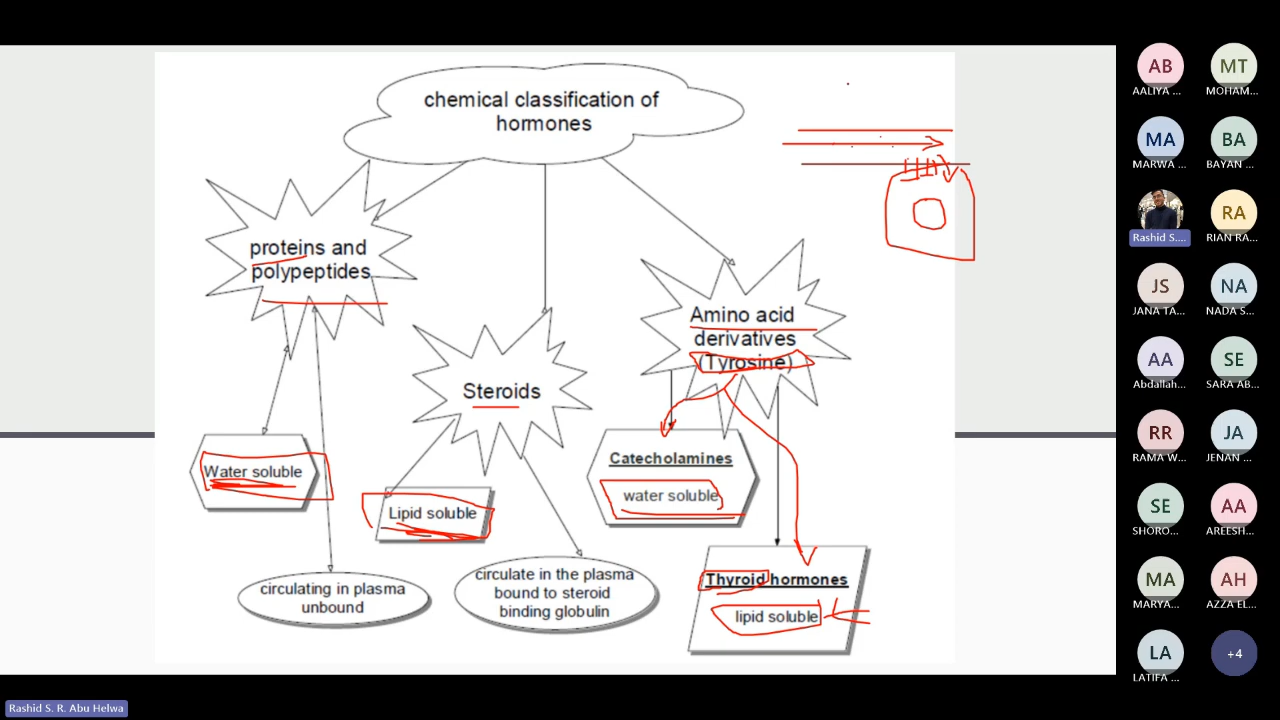 chemical classification of
hormones
proteins and
polypeptides
Steroids
Amino acid
derivatives
(Tyrosine)
Water soluble
Lipid soluble
Catecholamines
water soluble
circulating in plasma
unbound
circulate in the plasma
bound to steroid
binding globulin
Thyroid hormones
lipid soluble
AB
AALIYA ...
MT
MOHAM...
MA
MARWA ...
BA
BAYAN ...
Rashid S....
RA
RIAN RA...
JS
JANA TA...
NA
NADA S...
AA
Abdallah...
SE
SARA AB...
RR
RAMA W...
JA
JENAN ...
SE
SHORO...
AA
AREESH...
MA
MARYA...
AH
AZZA EL...
LA
LATIFA ...
+4
Rashid S. R. Abu Helwa